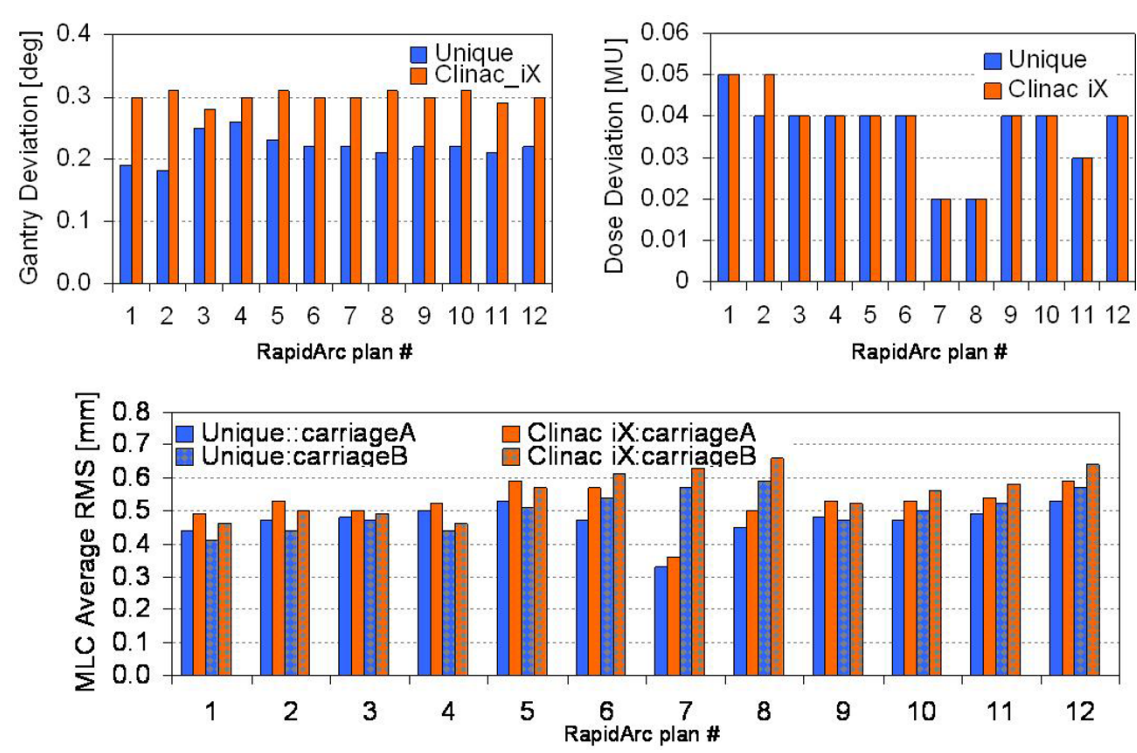 Gantry Deviation [deg]
0.4
0.3
0.2
0.1
0.0
Unique
Clinac_iX
1 2 3 4 5 6 7 8 9 10 11 12
RapidArc plan #
Dose Deviation [MU]
0.06
0.05
0.04
0.03
0.02
0.01
0
Unique
Clinac iX
1 2 3 4 5 6 7 8 9 10 11 12
RapidArc plan #
MLC Average RMS [mm]
0.8
0.7
0.6
0.5
0.4
0.3
0.2
0.1
0.0
Unique::carriageA
Clinac iX:carriageA
Unique:carriageB
Clinac iX:carriageB
1 2 3 4 5 6 7 8 9 10 11 12
RapidArc plan #